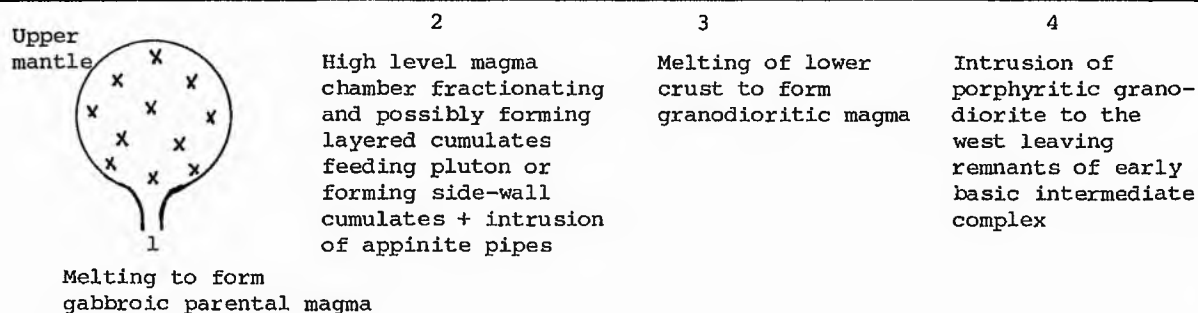 Upper
mantle
1
Melting to form
gabbroic parental magma
2
High level magma
chamber fractionating
and possibly forming
layered cumulates
feeding pluton or
forming side-wall
cumulates + intrusion
of appinite pipes
3
Melting of lower
crust to form
granodioritic magma
4
Intrusion of
porphyritic grano-
diorite to the
west leaving
remnants of early
basic intermediate
complex